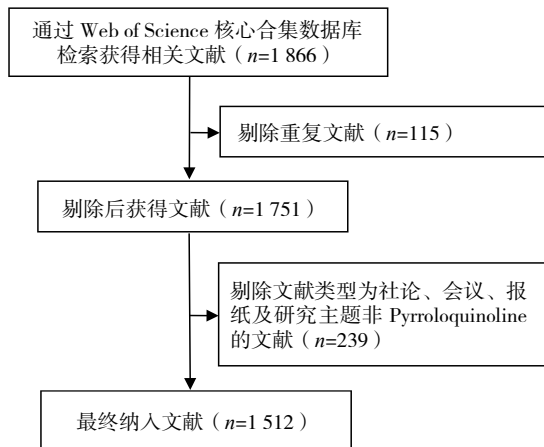 通过 Web of Science 核心合集数据库
检索获得相关文献（n=1 866）
剔除重复文献（n=115）
剔除后获得文献（n=1 751）
剔除文献类型为社论、会议、报
纸及研究主题非 Pyrroloquinoline
的文献（n=239）
最终纳入文献（n=1 512）